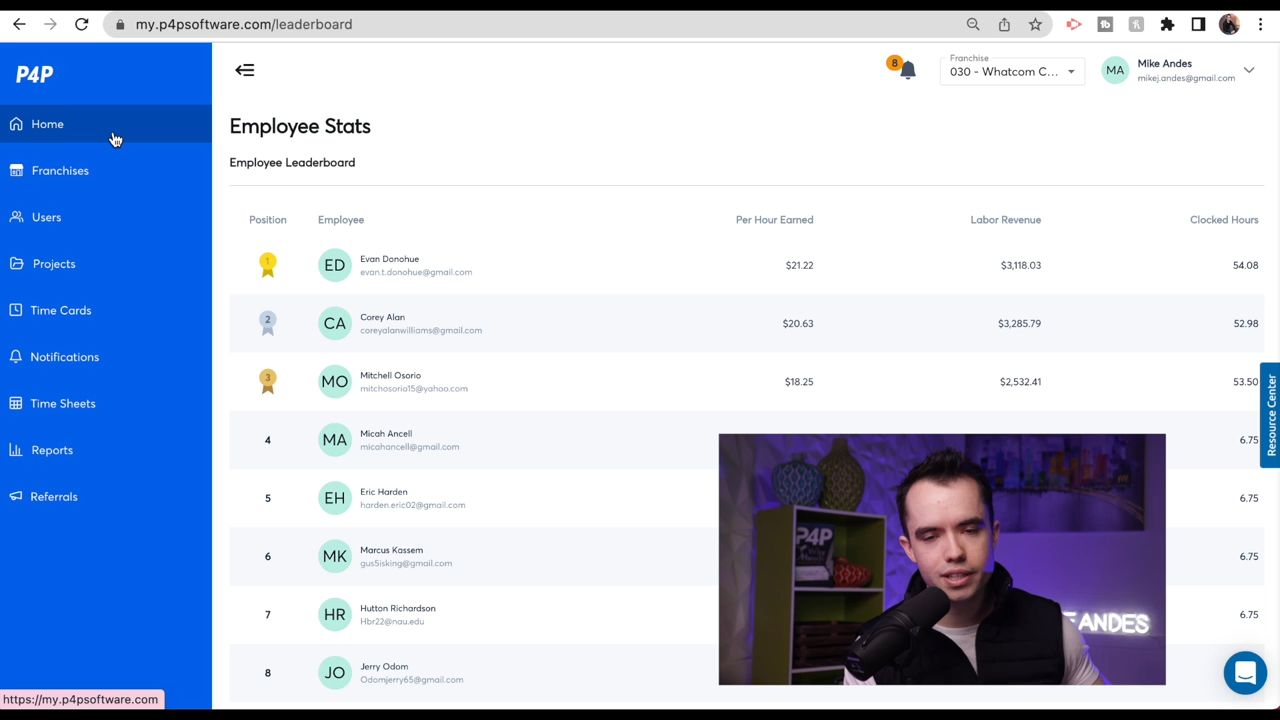 my.p4psoftware.com/leaderboard
P4P
8
Franchise
030 - Whatcom C...
MA
Mike Andes
mikej.andes@gmail.com
Home
Franchises
Users
Projects
Time Cards
Notifications
Time Sheets
Reports
Referrals
Employee Stats
Employee Leaderboard
Position Employee Per Hour Earned Labor Revenue Clocked Hours
1 ED Evan Donohue $21.22 $3,118.03 54.08
evan.t.donohue@gmail.com
2 CA Corey Alan $20.63 $3,285.79 52.98
coreyalanwilliams@gmail.com
3 MO Mitchell Osorio $18.25 $2,532.41 53.50
mitchosorio15@yahoo.com
4 MA Micah Ancell 6.75
micahancell@gmail.com
5 EH Eric Harden 6.75
harden.eric02@gmail.com
6 MK Marcus Kassem 6.75
gus5isking@gmail.com
7 HR Hutton Richardson 6.75
Hbr22@nau.edu
8 JO Jerry Odom
Odomjerry65@gmail.com
Resource Center
P4P
E ANDES
https://my.p4psoftware.com